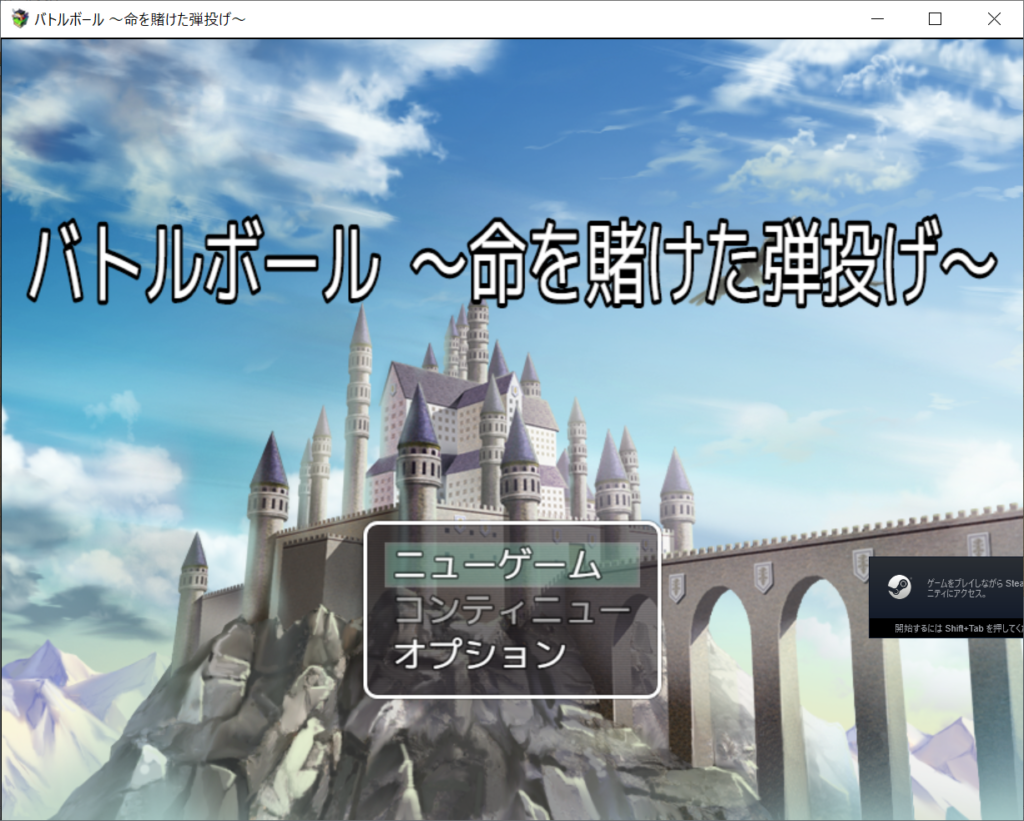 バトルボール ～命を賭けた弾投げ～
バトルボール ～命を賭けた弾投げ～
ニューゲーム
コンティニュー
オプション
ゲームをプレイしながら Stea
ニティにアクセス。
開始するには Shift+Tab を押してく